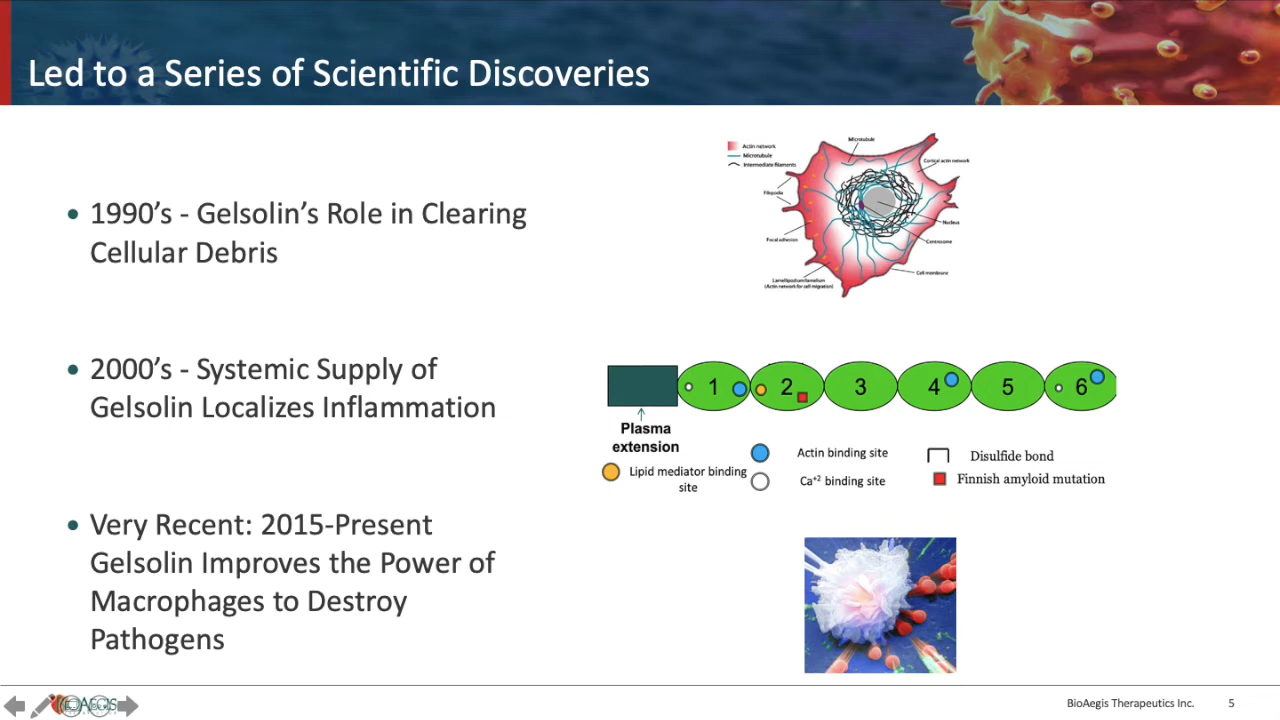 Led to a Series of Scientific Discoveries
• 1990’s - Gelsolin’s Role in Clearing
Cellular Debris
• 2000’s - Systemic Supply of
Gelsolin Localizes Inflammation
• Very Recent: 2015-Present
Gelsolin Improves the Power of
Macrophages to Destroy
Pathogens
Actin network
Microtubule
Intermediate filaments
Microtubule
Cortical actin network
Filopodia
Nucleus
Focal adhesion
Centrosome
Cell membrane
Lamellipodium/lamellum
(Actin network for cell migration)
1 2 3 4 5 6
Plasma
extension
Lipid mediator binding
site
Actin binding site
Ca+2 binding site
Disulfide bond
Finnish amyloid mutation
BioAegis Therapeutics Inc. 5